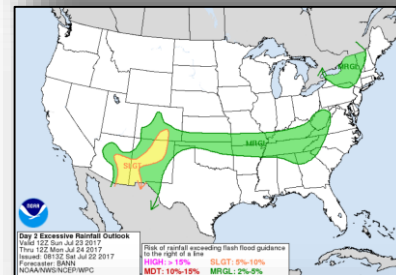 MRGL
MRGL
SLGT
NOAA
Day 2 Excessive Rainfall Outlook
Valid 12Z Sun Jul 23 2017
Thru 12Z Mon Jul 24 2017
Issued: 0813Z Sat Jul 22 2017
Forecaster: BANN
NOAA/NWS/NCEP/WPC
Risk of rainfall exceeding flash flood guidance
to the right of a line
HIGH: > 15% SLGT: 5%-10%
MDT: 10%-15% MRGL: 2%-5%